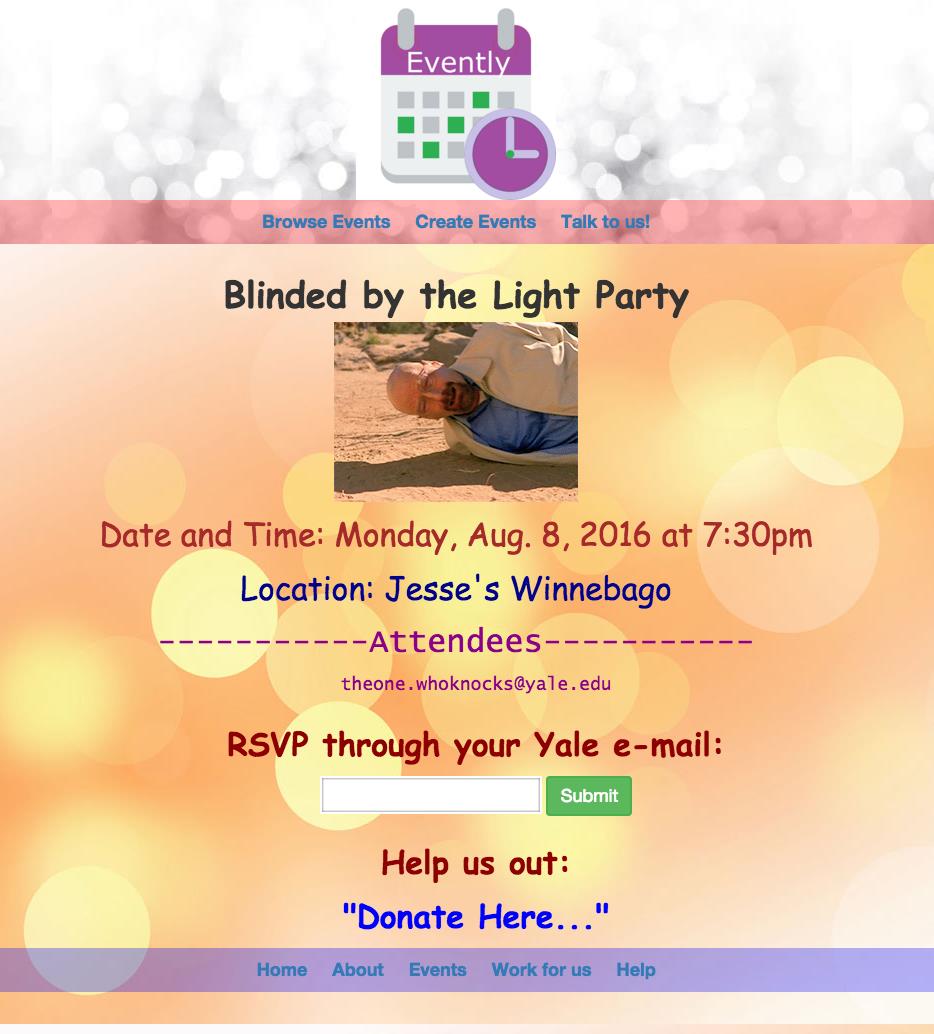 Evently
Browse Events Create Events Talk to us!
Blinded by the Light Party
Date and Time: Monday, Aug. 8, 2016 at 7:30pm
Location: Jesse's Winnebago
-----------Attendees-----------
theone.whoknocks@yale.edu
RSVP through your Yale e-mail:
Submit
Help us out:
"Donate Here..."
Home About Events Work for us Help